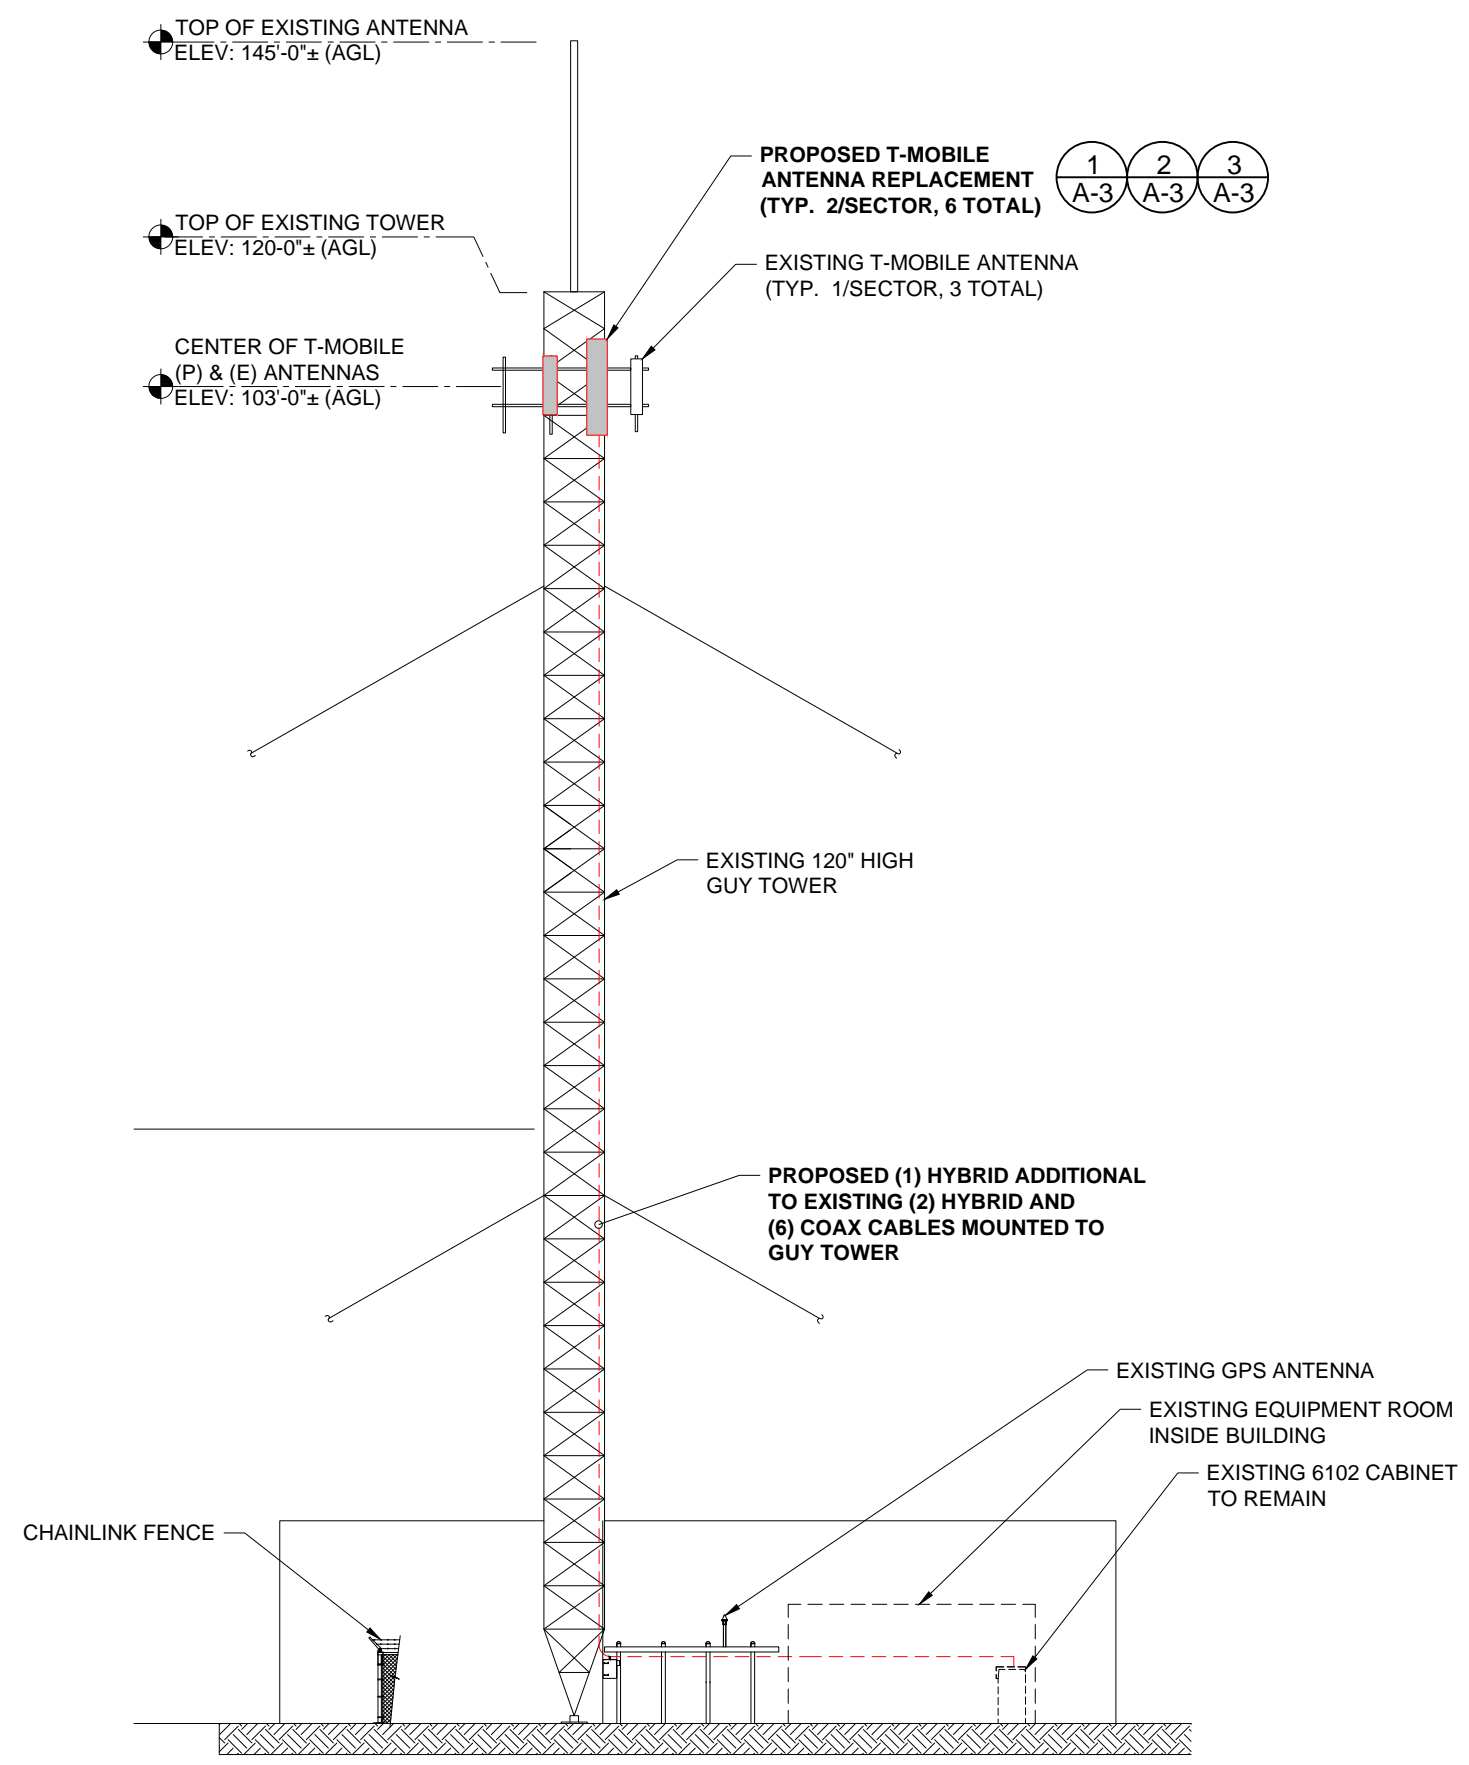 TOP OF EXISTING ANTENNA
ELEV: 145'-0"± (AGL)
PROPOSED T-MOBILE
ANTENNA REPLACEMENT
(TYP. 2/SECTOR, 6 TOTAL)
1 2 3
A-3 A-3 A-3
TOP OF EXISTING TOWER
ELEV: 120-0"± (AGL)
EXISTING T-MOBILE ANTENNA
(TYP. 1/SECTOR, 3 TOTAL)
CENTER OF T-MOBILE
(P) & (E) ANTENNAS
ELEV: 103'-0"± (AGL)
EXISTING 120" HIGH
GUY TOWER
PROPOSED (1) HYBRID ADDITIONAL
TO EXISTING (2) HYBRID AND
(6) COAX CABLES MOUNTED TO
GUY TOWER
EXISTING GPS ANTENNA
EXISTING EQUIPMENT ROOM
INSIDE BUILDING
EXISTING 6102 CABINET
TO REMAIN
CHAINLINK FENCE